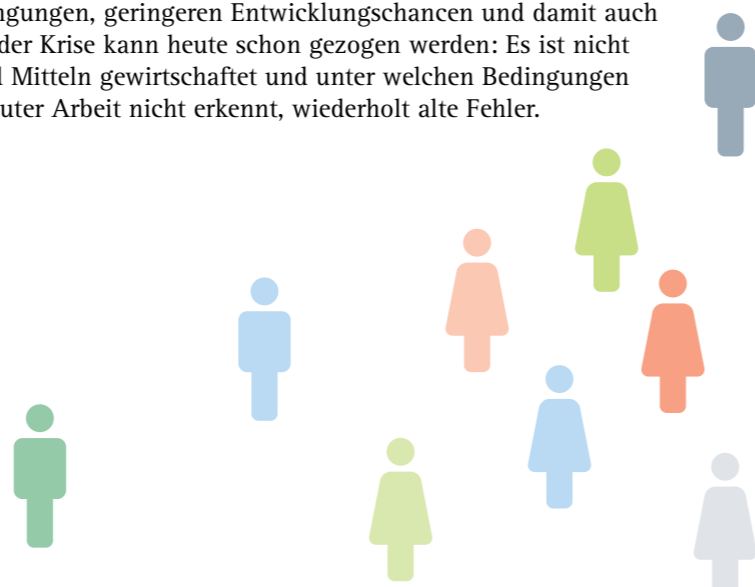 ngungen, geringeren Entwicklungschancen und damit auch
der Krise kann heute schon gezogen werden: Es ist nicht
l Mitteln gewirtschaftet und unter welchen Bedingungen
uter Arbeit nicht erkennt, wiederholt alte Fehler.